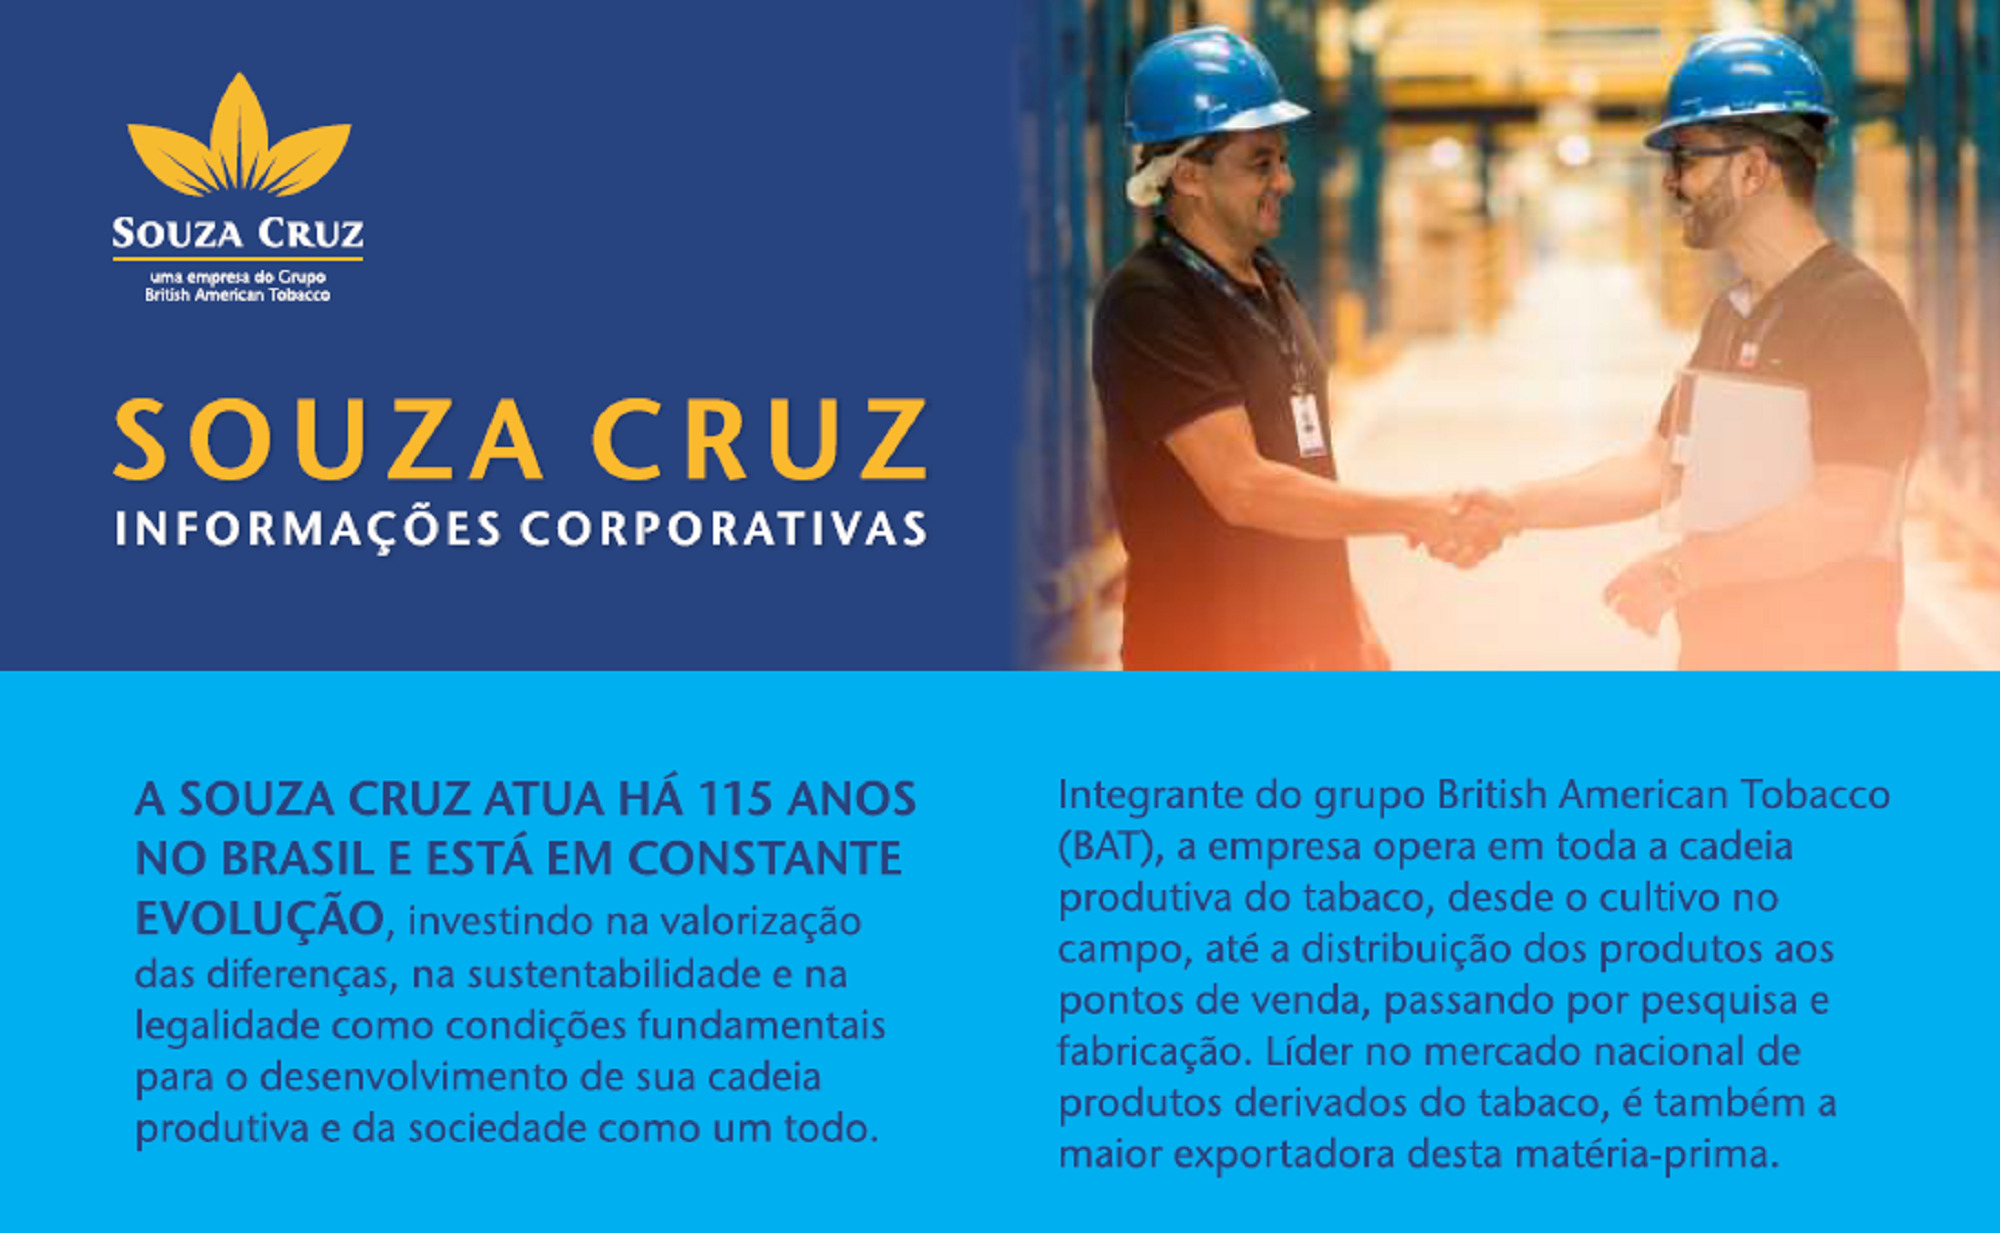 SOUZA CRUZ
uma empresa do Grupo
British American Tobacco
SOUZA CRUZ
INFORMAÇÕES CORPORATIVAS
A SOUZA CRUZ ATUA HÁ 115 ANOS
NO BRASIL E ESTÁ EM CONSTANTE
EVOLUÇÃO, investindo na valorização
das diferenças, na sustentabilidade e na
legalidade como condições fundamentais
para o desenvolvimento de sua cadeia
produtiva e da sociedade como um todo.
Integrante do grupo British American Tobacco
(BAT), a empresa opera em toda a cadeia
produtiva do tabaco, desde o cultivo no
campo, até a distribuição dos produtos aos
pontos de venda, passando por pesquisa e
fabricação. Líder no mercado nacional de
produtos derivados do tabaco, é também a
maior exportadora desta matéria-prima.